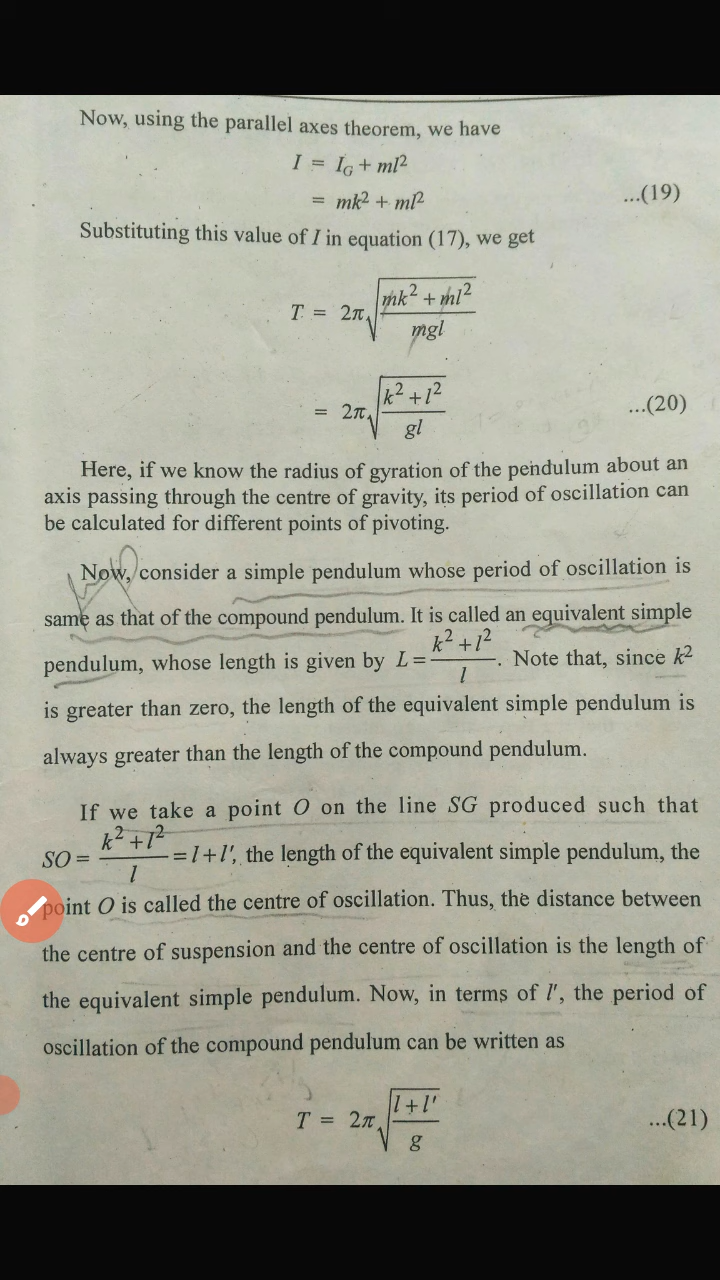 Now, using the parallel axes theorem, we have
I = I_G + ml²
= mk² + ml² ...(19)
Substituting this value of I in equation (17), we get
T = 2π√((mk² + ml²)/(mgl))
= 2π√((k² + l²)/(gl)) ...(20)
Here, if we know the radius of gyration of the pendulum about an
axis passing through the centre of gravity, its period of oscillation can
be calculated for different points of pivoting.
Now, consider a simple pendulum whose period of oscillation is
same as that of the compound pendulum. It is called an equivalent simple
pendulum, whose length is given by L = (k² + l²)/l. Note that, since k²
is greater than zero, the length of the equivalent simple pendulum is
always greater than the length of the compound pendulum.
If we take a point O on the line SG produced such that
SO = (k² + l²)/l = l + l′, the length of the equivalent simple pendulum, the
point O is called the centre of oscillation. Thus, the distance between
the centre of suspension and the centre of oscillation is the length of
the equivalent simple pendulum. Now, in terms of l′, the period of
oscillation of the compound pendulum can be written as
T = 2π√((l + l′)/g) ...(21)